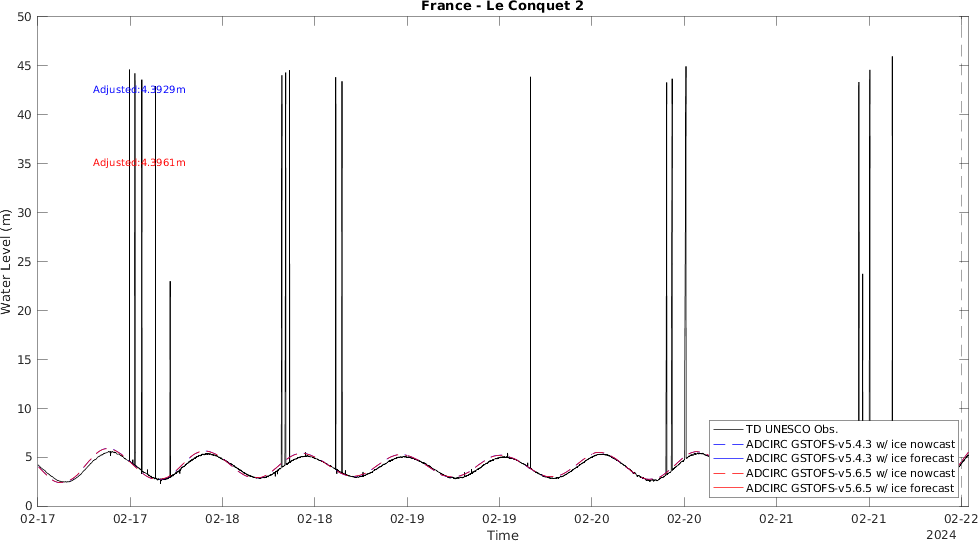 France - Le Conquet 2
50
45
40
35
30
25
20
15
10
5
0
Water Level (m)
Adjusted:4.3929m
Adjusted:4.3961m
TD UNESCO Obs.
ADCIRC GSTOFS-v5.4.3 w/ ice nowcast
ADCIRC GSTOFS-v5.4.3 w/ ice forecast
ADCIRC GSTOFS-v5.6.5 w/ ice nowcast
ADCIRC GSTOFS-v5.6.5 w/ ice forecast
02-17 02-17 02-18 02-18 02-19 02-19 02-20 02-20 02-21 02-21 02-22
Time
2024